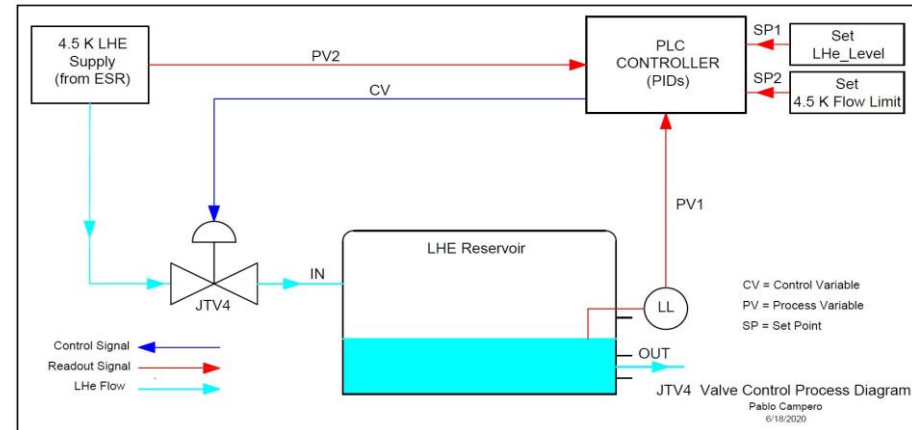 4.5 K LHE
Supply
(from ESR)
PV2
CV
PLC
CONTROLLER
(PIDs)
SP1
Set
LHe_Level
SP2
Set
4.5 K Flow Limit
PV1
LHE Reservoir
IN
JTV4
LL
CV = Control Variable
PV = Process Variable
SP = Set Point
Control Signal
Readout Signal
LHe Flow
OUT
JTV4 Valve Control Process Diagram
Pablo Campero
6/18/2020